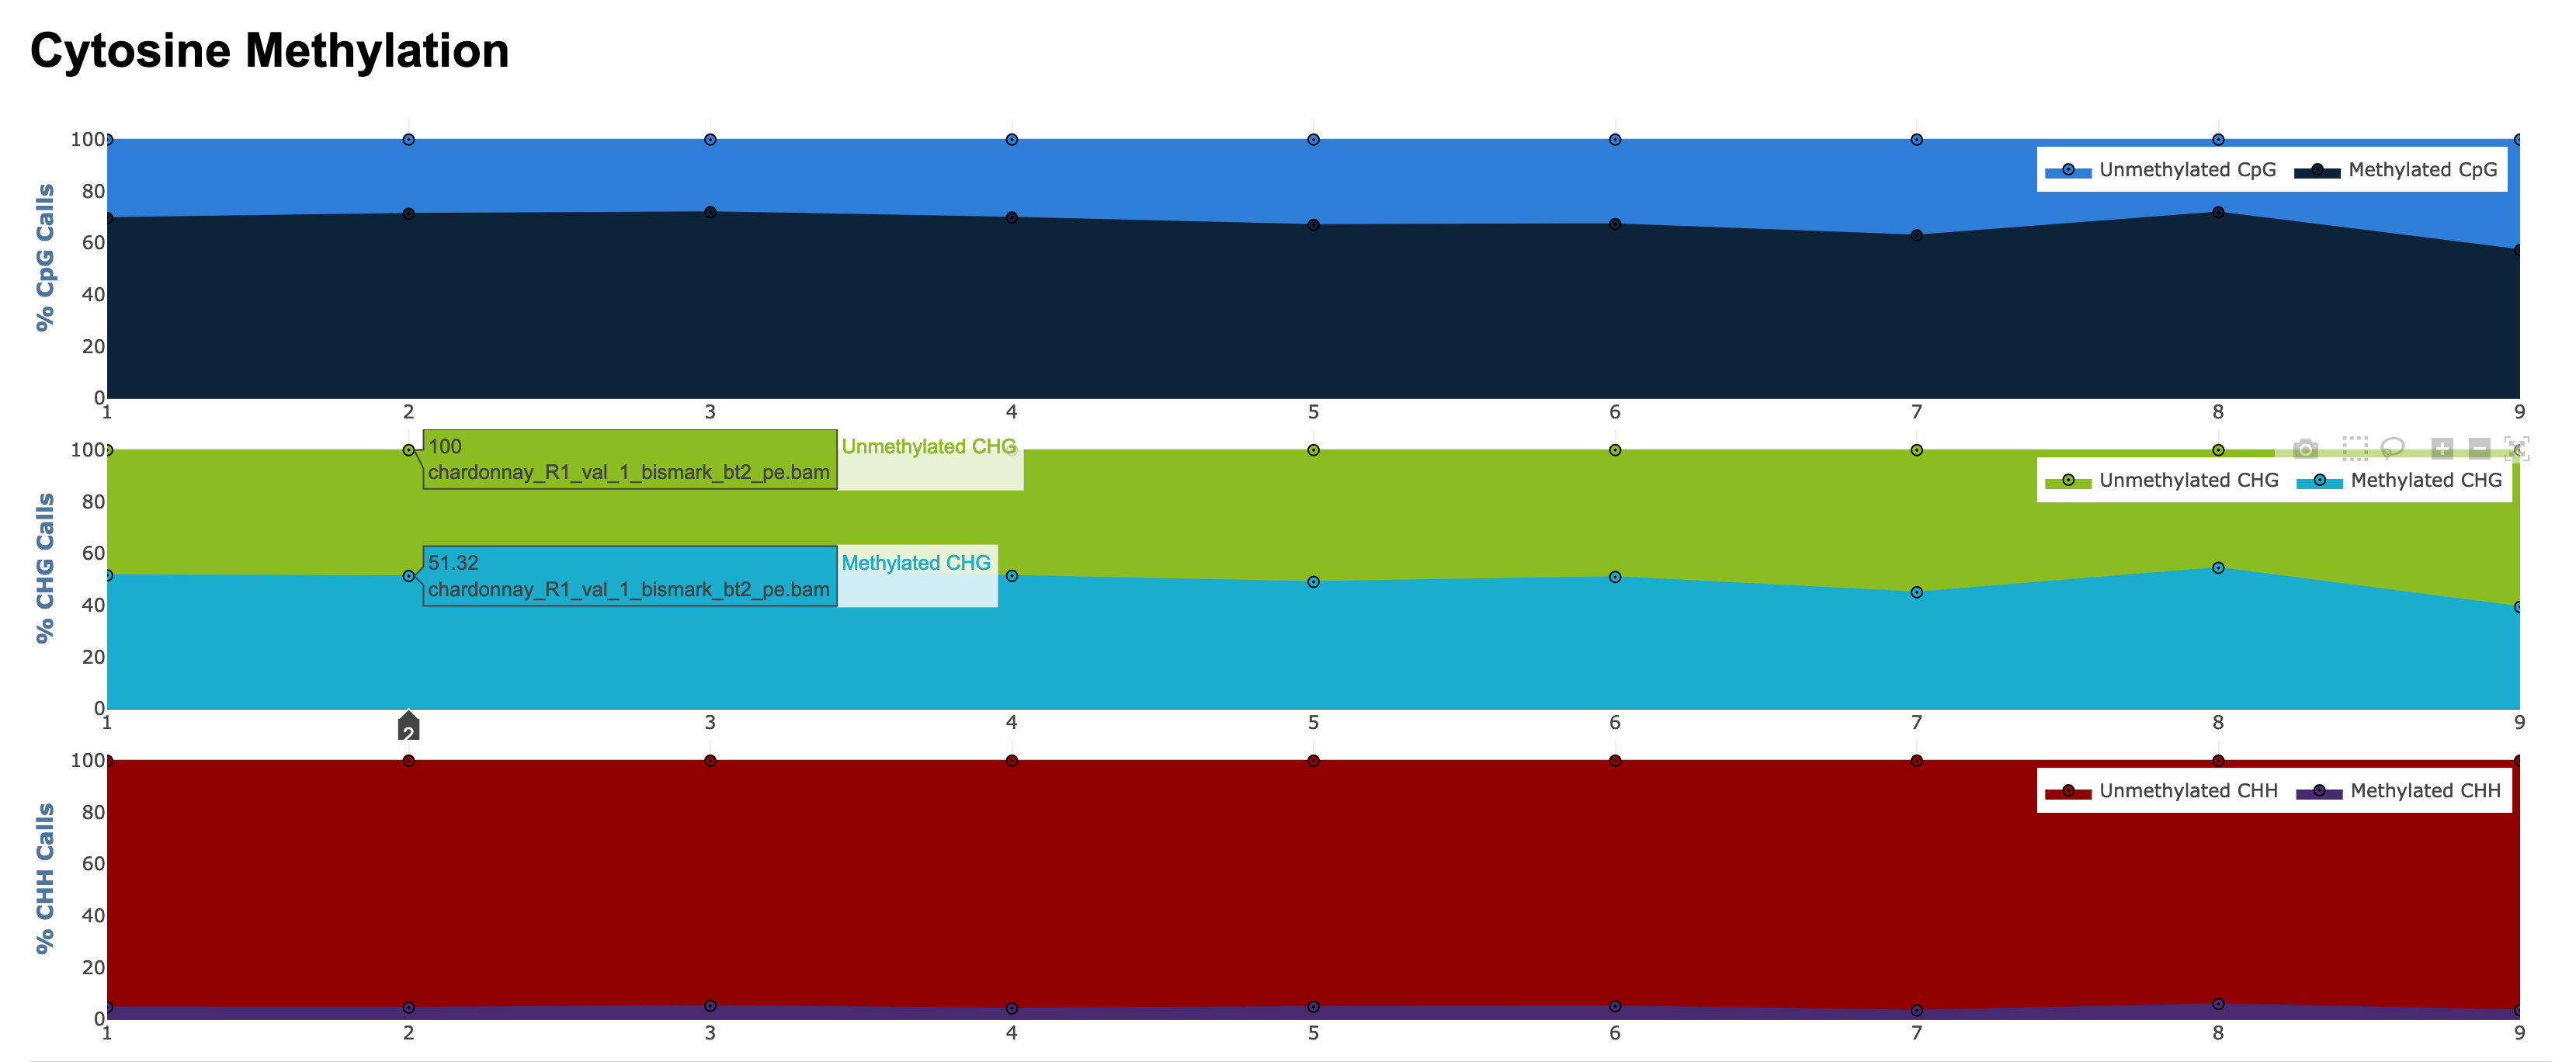 Cytosine Methylation
% CpG Calls
100
80
60
40
20
0
Unmethylated CpG Methylated CpG
1 2 3 4 5 6 7 8 9
% CHG Calls
100
80
60
40
20
0
100
chardonnay_R1_val_1_bismark_bt2_pe.bam
Unmethylated CHG
51.32
chardonnay_R1_val_1_bismark_bt2_pe.bam
Methylated CHG
Unmethylated CHG Methylated CHG
1 2 3 4 5 6 7 8 9
% CHH Calls
100
80
60
40
20
0
Unmethylated CHH Methylated CHH
1 2 3 4 5 6 7 8 9